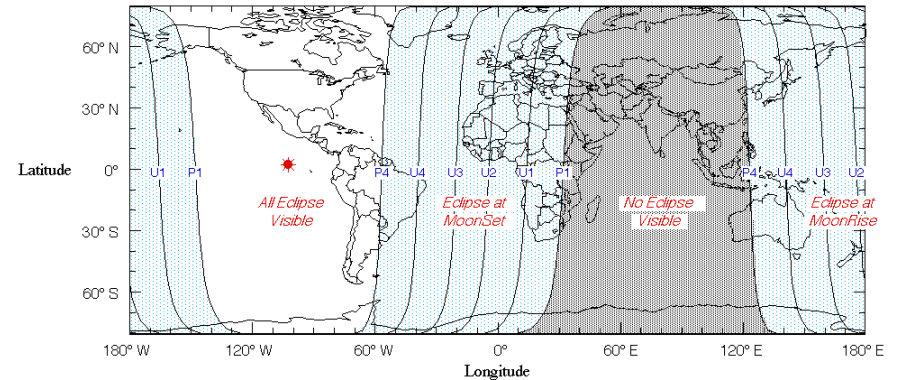 60° N
30° N
Latitude
0°
30° S
60° S
U1 P1 P4 U4 U3 U2 U1 P1 P4 U4 U3 U2
All Eclipse
Visible
Eclipse at
MoonSet
No Eclipse
Visible
Eclipse at
MoonRise
180° W 120° W 60° W 0° 60° E 120° E 180° E
Longitude